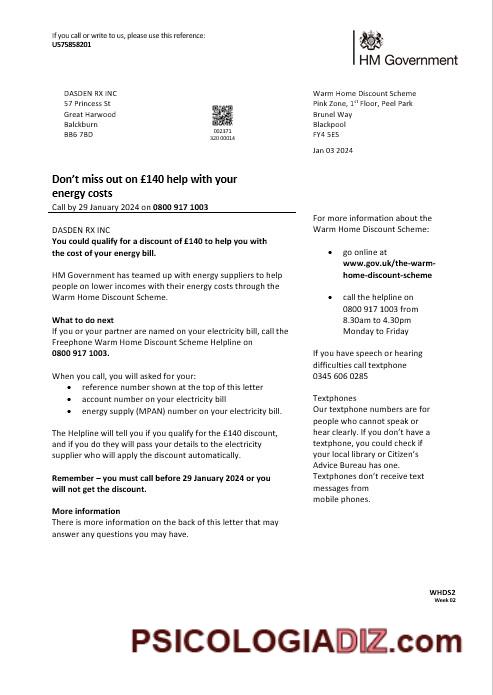 If you call or write to us, please use this reference:
U575858201
HM Government
DASDEN RX INC
57 Princess St
Great Harwood
Balckburn
BB6 7BD
002371
320 00014
Warm Home Discount Scheme
Pink Zone, 1st Floor, Peel Park
Brunel Way
Blackpool
FY4 5ES
Jan 03 2024
Don't miss out on £140 help with your
energy costs
Call by 29 January 2024 on 0800 917 1003
DASDEN RX INC
You could qualify for a discount of £140 to help you with
the cost of your energy bill.
HM Government has teamed up with energy suppliers to help
people on lower incomes with their energy costs through the
Warm Home Discount Scheme.
What to do next
If you or your partner are named on your electricity bill, call the
Freephone Warm Home Discount Scheme Helpline on
0800 917 1003.
When you call, you will asked for your:
• reference number shown at the top of this letter
• account number on your electricity bill
• energy supply (MPAN) number on your electricity bill.
The Helpline will tell you if you qualify for the £140 discount,
and if you do they will pass your details to the electricity
supplier who will apply the discount automatically.
Remember – you must call before 29 January 2024 or you
will not get the discount.
More information
There is more information on the back of this letter that may
answer any questions you may have.
For more information about the
Warm Home Discount Scheme:
• go online at
www.gov.uk/the-warm-
home-discount-scheme
• call the helpline on
0800 917 1003 from
8.30am to 4.30pm
Monday to Friday
If you have speech or hearing
difficulties call textphone
0345 606 0285
Textphones
Our textphone numbers are for
people who cannot speak or
hear clearly. If you don't have a
textphone, you could check if
your local library or Citizen's
Advice Bureau has one.
Textphones don't receive text
messages from
mobile phones.
WHDS2
Week 02
PSICOLOGIADIZ.com